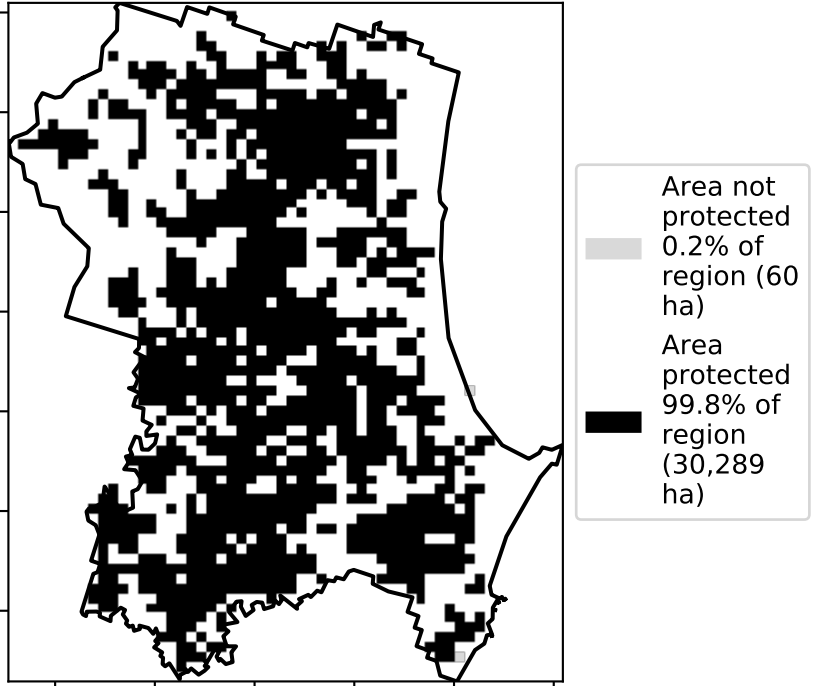 Area not
protected
0.2% of
region (60
ha)
Area
protected
99.8% of
region
(30,289
ha)